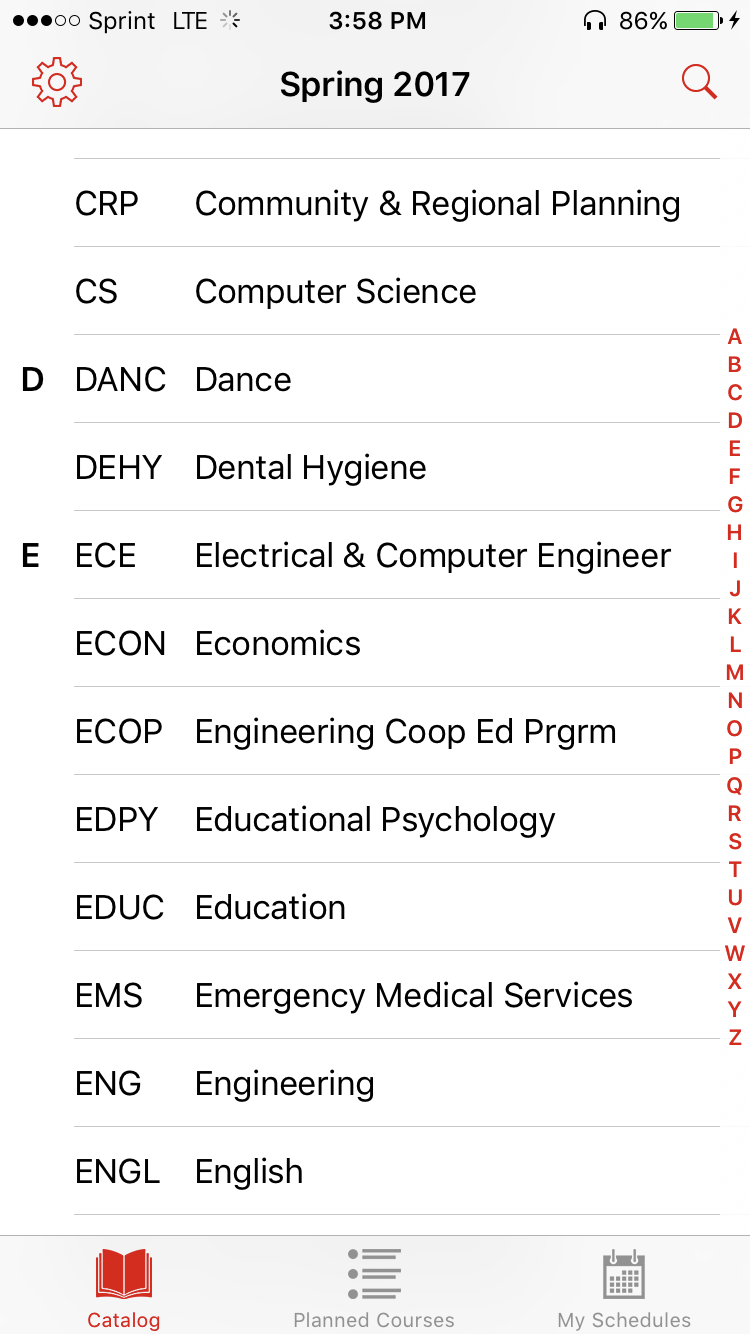 Sprint LTE 3:58 PM 86%
Spring 2017
CRP Community & Regional Planning
CS Computer Science
D DANC Dance
DEHY Dental Hygiene
E ECE Electrical & Computer Engineer
ECON Economics
ECOP Engineering Coop Ed Prgrm
EDPY Educational Psychology
EDUC Education
EMS Emergency Medical Services
ENG Engineering
ENGL English
A
B
C
D
E
F
G
H
I
J
K
L
M
N
O
P
Q
R
S
T
U
V
W
X
Y
Z
Catalog Planned Courses My Schedules